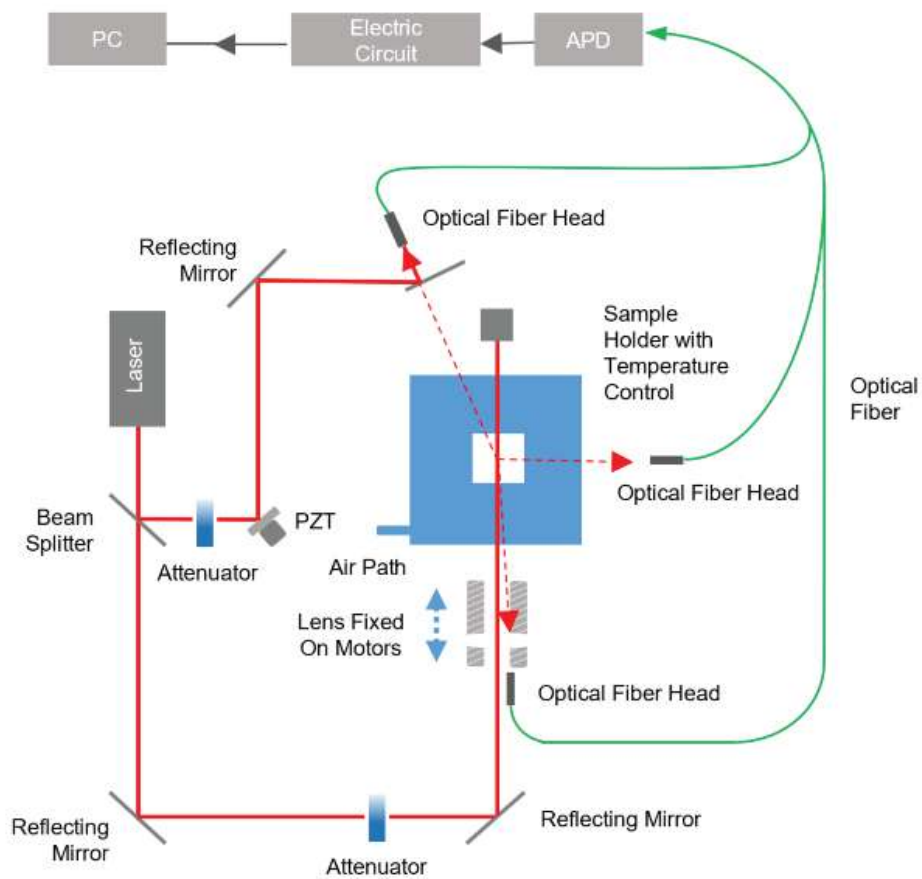 PC
Electric
Circuit
APD
Optical Fiber Head
Reflecting
Mirror
Laser
Sample
Holder with
Temperature
Control
Optical
Fiber
Optical Fiber Head
Beam
Splitter
PZT
Attenuator
Air Path
Lens Fixed
On Motors
Optical Fiber Head
Reflecting
Mirror
Attenuator
Reflecting Mirror